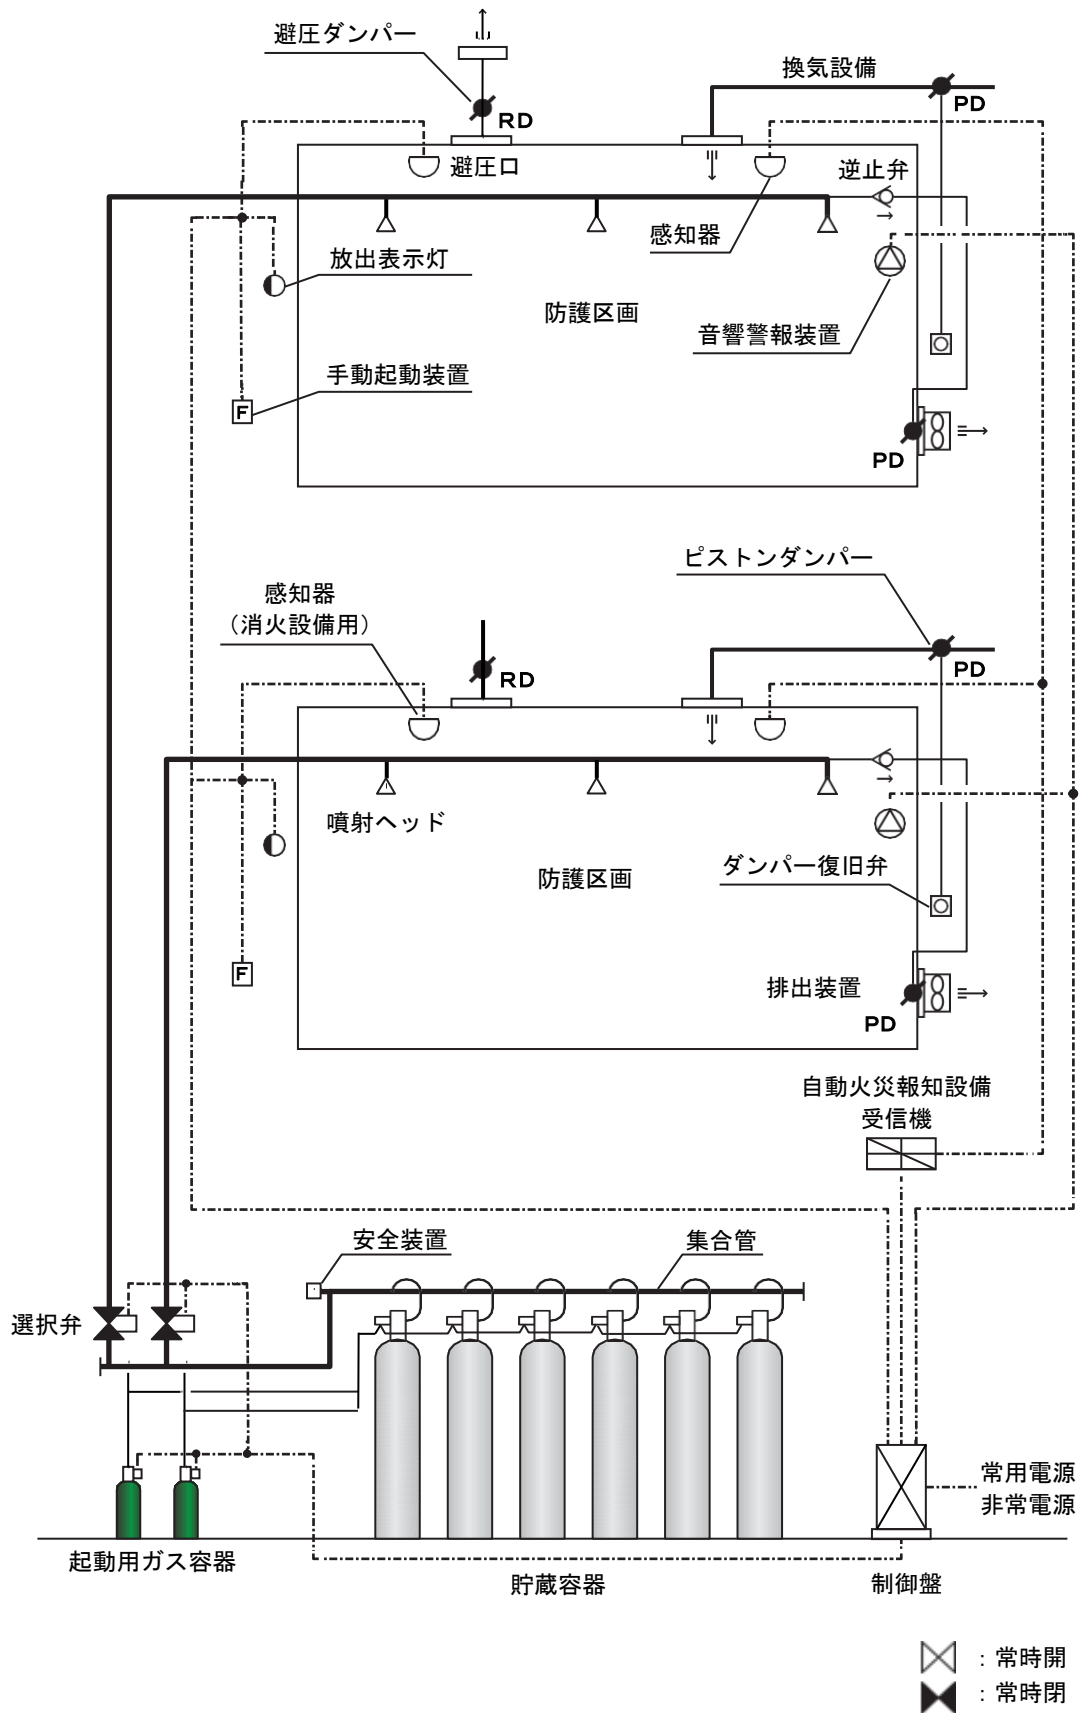 避圧ダンパー
換気設備
PD
RD
避圧口
逆止弁
感知器
放出表示灯
防護区画
音響警報装置
手動起動装置
F
PD
ピストンダンパー
感知器
（消火設備用）
RD
PD
噴射ヘッド
防護区画
ダンパー復旧弁
F
排出装置
PD
自動火災報知設備
受信機
安全装置
集合管
選択弁
常用電源
非常電源
起動用ガス容器
貯蔵容器
制御盤
：常時開
：常時閉